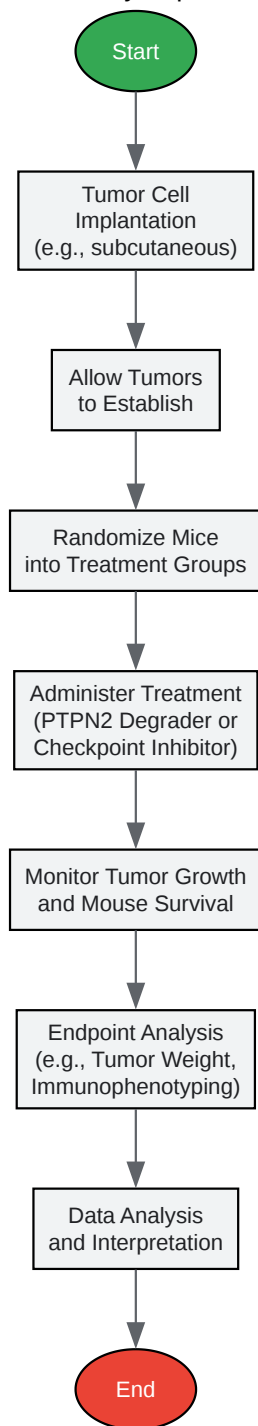 Start
Tumor Cell
Implantation
(e.g., subcutaneous)
Allow Tumors
to Establish
Randomize Mice
into Treatment Groups
Administer Treatment
(PTPN2 Degrader or
Checkpoint Inhibitor)
Monitor Tumor Growth
and Mouse Survival
Endpoint Analysis
(e.g., Tumor Weight,
Immunophenotyping)
Data Analysis
and Interpretation
End